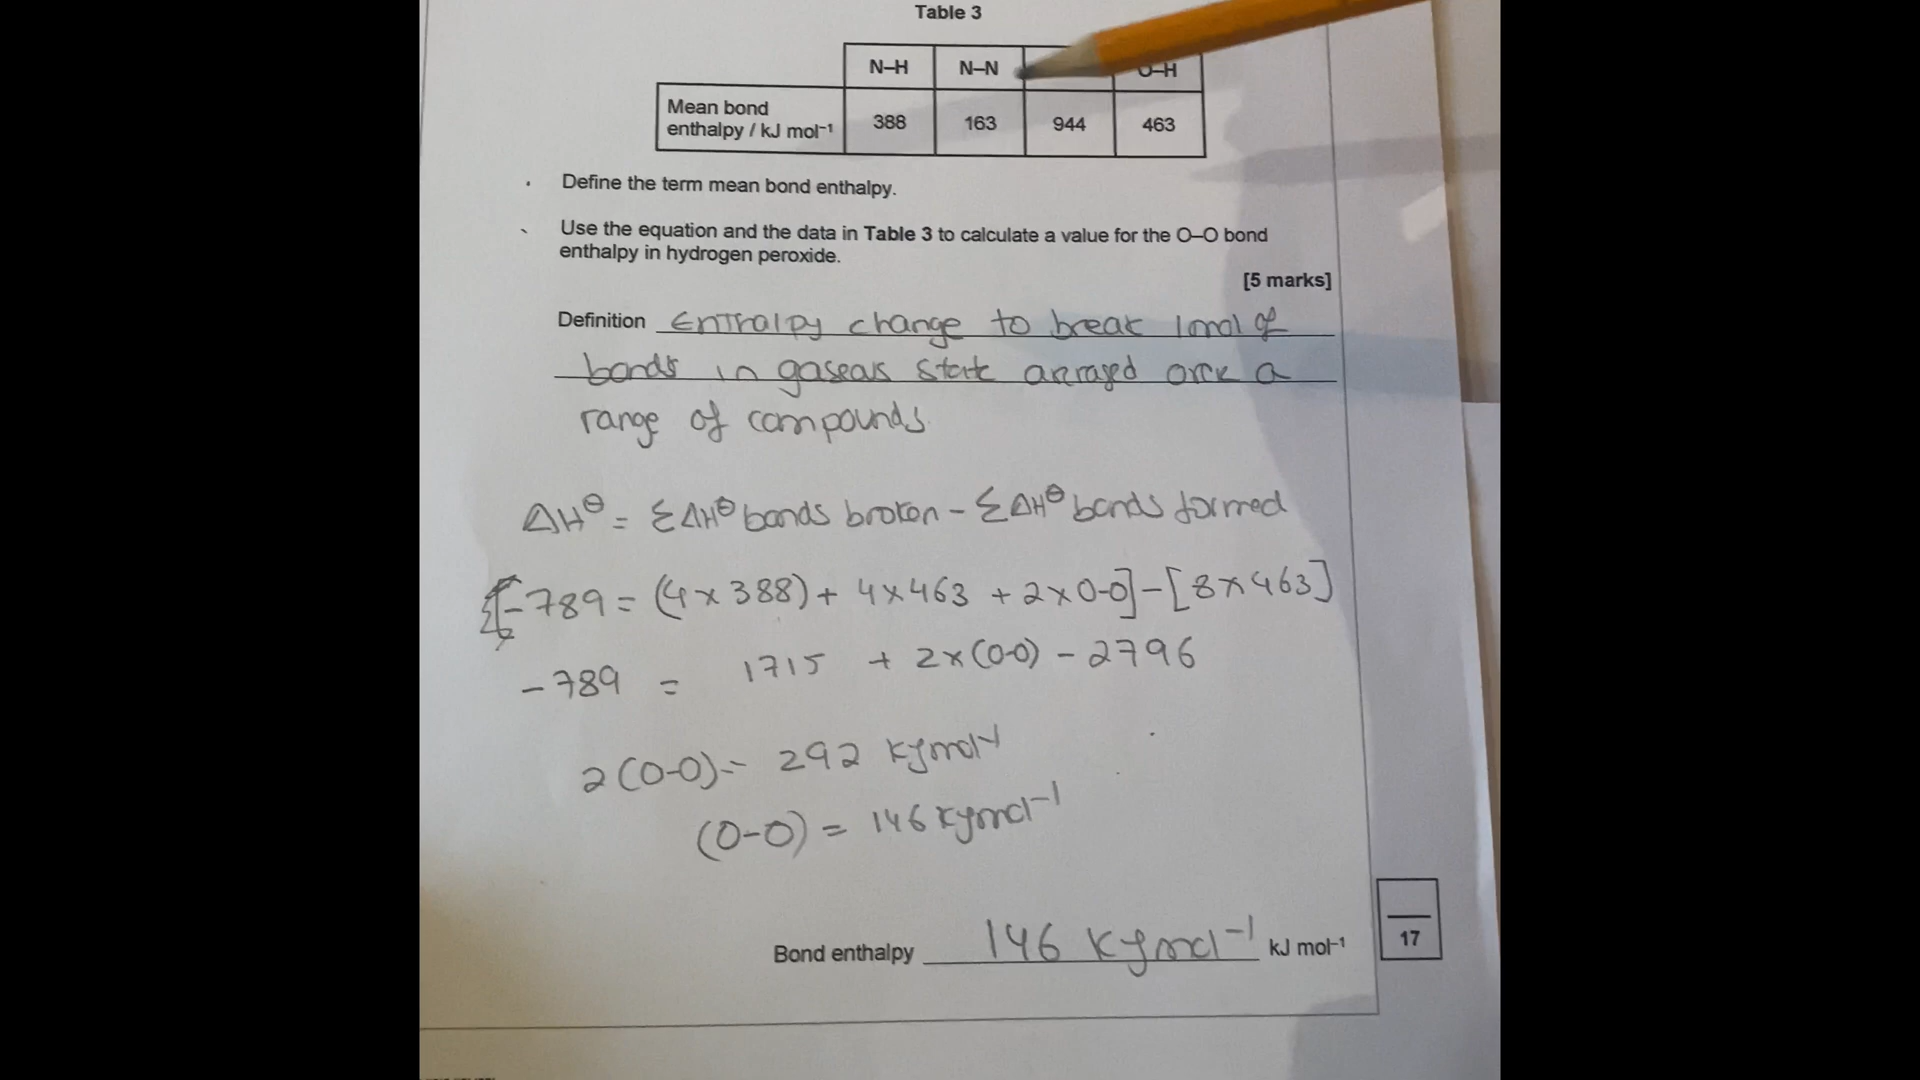 Table 3
N–H N–N O–H
Mean bond
enthalpy / kJ mol⁻¹ 388 163 944 463
Define the term mean bond enthalpy.
Use the equation and the data in Table 3 to calculate a value for the O–O bond
enthalpy in hydrogen peroxide.
[5 marks]
Definition Enthalpy change to break 1mol of
bonds in gaseous state averaged over a
range of compounds.
ΔH⊖ = ΣΔH⊖ bonds broken – ΣΔH⊖ bonds formed
[-789 = (4 x 388) + 4 x 463 + 2 x O-O] - [8 x 463]
-789 = 1715 + 2x(O-O) - 2796
2(O-O) = 292 kJmol⁻¹
(O-O) = 146 kJmol⁻¹
Bond enthalpy 146 kJmol⁻¹ kJ mol⁻¹
17